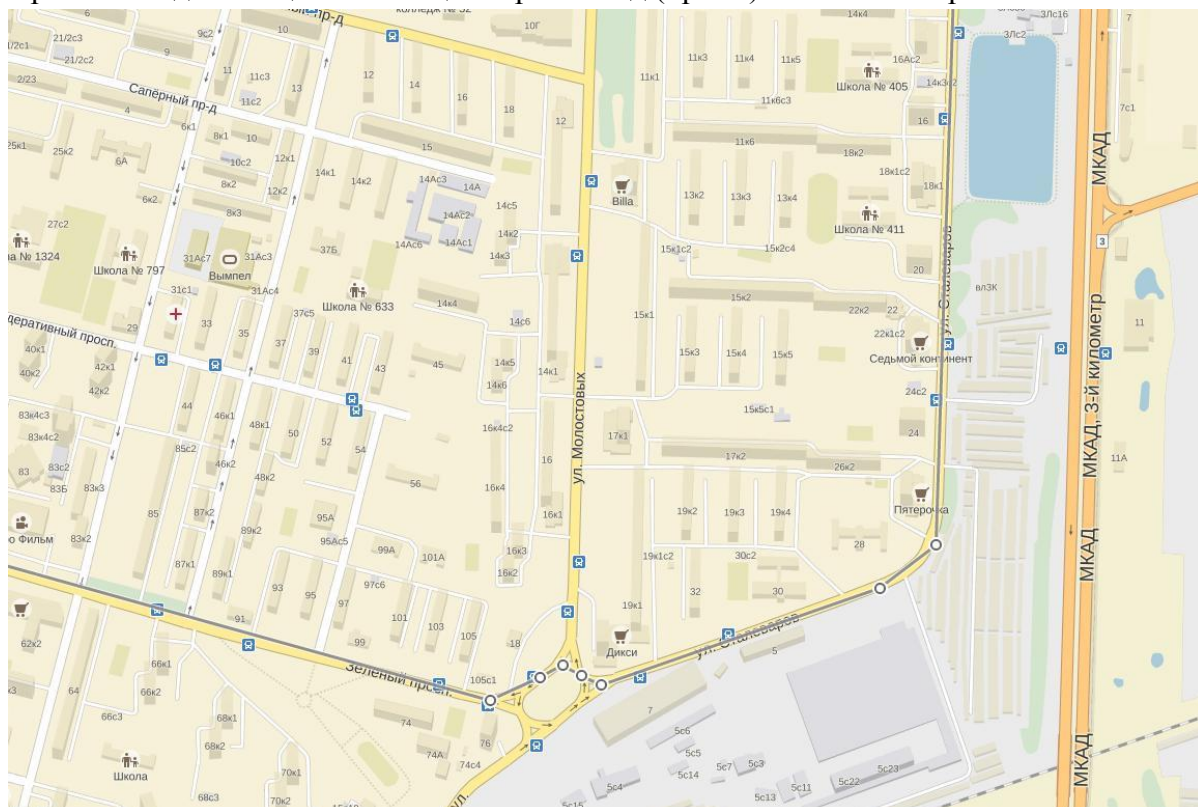 колледж № 32
21/2с3
6
9с2
10
10Г
14к4
3Лс16
3Лс2
7
21/2с1
21/2с2
9
11
11с3
13
12
14
16
11к1
11к3
11к4
11к5
16Ас2
Школа № 405
14к3с2
МКАД
7с1
2/23
Сапёрный пр-д
4
11с2
18
12
11к6с3
16
6к1
8к1
10
15
11к6
18к2
25к1
25к2
6А
10с2
12к1
14к1
14к2
14Ас3
14А
18к1с2
18к1
8к2
12к2
Billa
13к2
13к3
13к4
6к2
8к3
14с5
14Ас2
27с2
14к2
Школа № 411
3
37Б
14Ас6
14Ас1
14к3
15к1с2
15к2с4
Школа № 797
31Ас7
31Ас3
Вымпел
20
ул. Сталеваров
31с1
31Ас4
Школа № 633
14к4
15к2
22к2
22
вл3К
МКАД, 3-й километр
29
33
35
37с5
14с6
15к1
22к1с2
11
40к1
37
39
41
43
45
14к5
14к1
15к3
15к4
15к5
Седьмой континент
40к2
42к1
42к2
14к6
ул. Молостовых
24с2
44
46к1
83к4с3
48к1
50
52
54
16к4с2
15к5с1
24
83к4с2
85с2
17к1
17к2
26к2
11А
83
83с2
83Б
83к3
46к2
48к2
56
16
16к4
Пятерочка
85
87к2
95А
16к1
19к2
19к3
19к4
МКАД
83к2
89к2
95Ас5
99А
101А
16к3
19к1с2
30с2
28
87к1
89к1
93
95
97с6
16к2
32
30
91
97
101
103
105
19к1
62к2
99
18
Дикси
ул. Сталеваров
66к1
Зеленый просп.
105с1
5
64
66к2
66с3
68к1
74
7
5с6
68к2
74А
76
5с5
Школа
70к1
74с4
5с14
5с7
5с3
5с23
МКАД
68с3
70к2
ул.
5с4
5с11
5с22
5с13